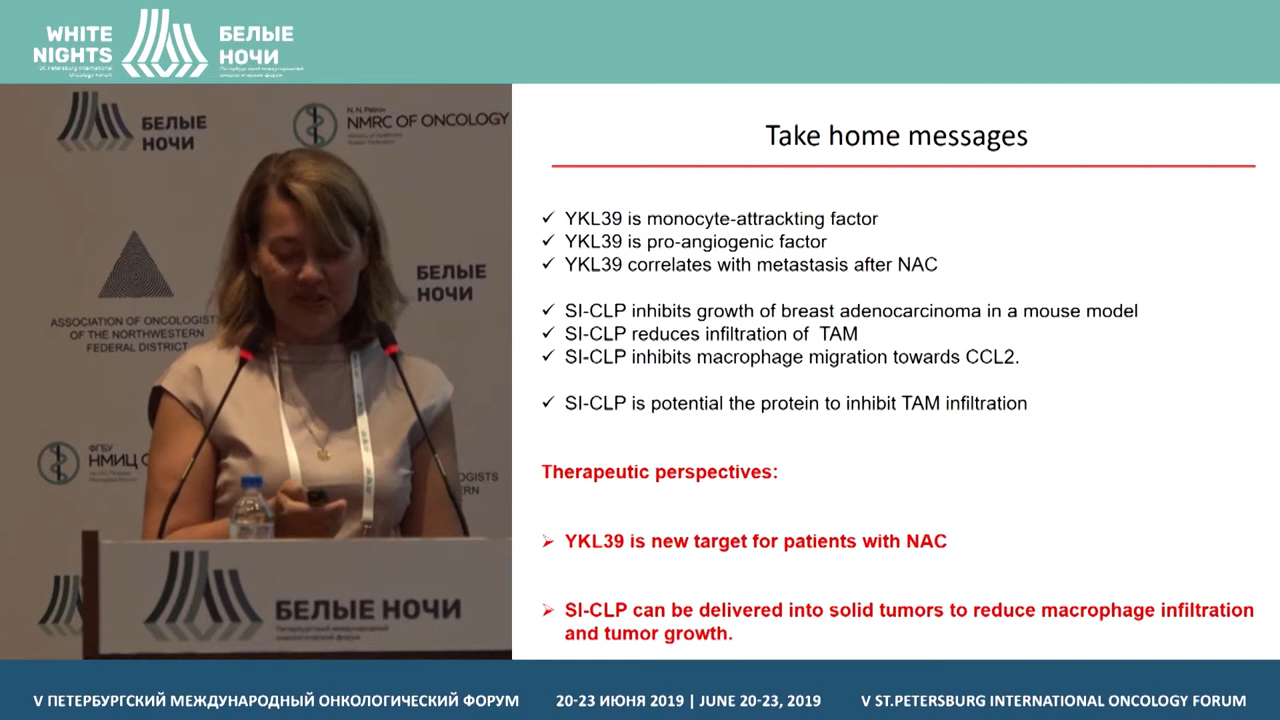 WHITE
NIGHTS
St. Petersburg International
Oncology Forum
БЕЛЫЕ
НОЧИ
Петербургский международный
онкологический форум
БЕЛЫЕ
НОЧИ
N. N. Petrov
NMRC OF ONCOLOGY
Ministry of Healthcare
Russian Federation
БЕЛЫЕ
НОЧИ
ASSOCIATION OF ONCOLOGISTS
OF THE NORTHWESTERN
FEDERAL DISTRICT
ФГБУ
НМИЦ
OGISTS
ERN
БЕЛЫЕ НОЧИ
Петербургский международный
онкологический форум
Take home messages
✓ YKL39 is monocyte-attrackting factor
✓ YKL39 is pro-angiogenic factor
✓ YKL39 correlates with metastasis after NAC
✓ SI-CLP inhibits growth of breast adenocarcinoma in a mouse model
✓ SI-CLP reduces infiltration of TAM
✓ SI-CLP inhibits macrophage migration towards CCL2.
✓ SI-CLP is potential the protein to inhibit TAM infiltration
Therapeutic perspectives:
➢ YKL39 is new target for patients with NAC
➢ SI-CLP can be delivered into solid tumors to reduce macrophage infiltration
and tumor growth.
V ПЕТЕРБУРГСКИЙ МЕЖДУНАРОДНЫЙ ОНКОЛОГИЧЕСКИЙ ФОРУМ 20-23 ИЮНЯ 2019 | JUNE 20-23, 2019 V ST.PETERSBURG INTERNATIONAL ONCOLOGY FORUM